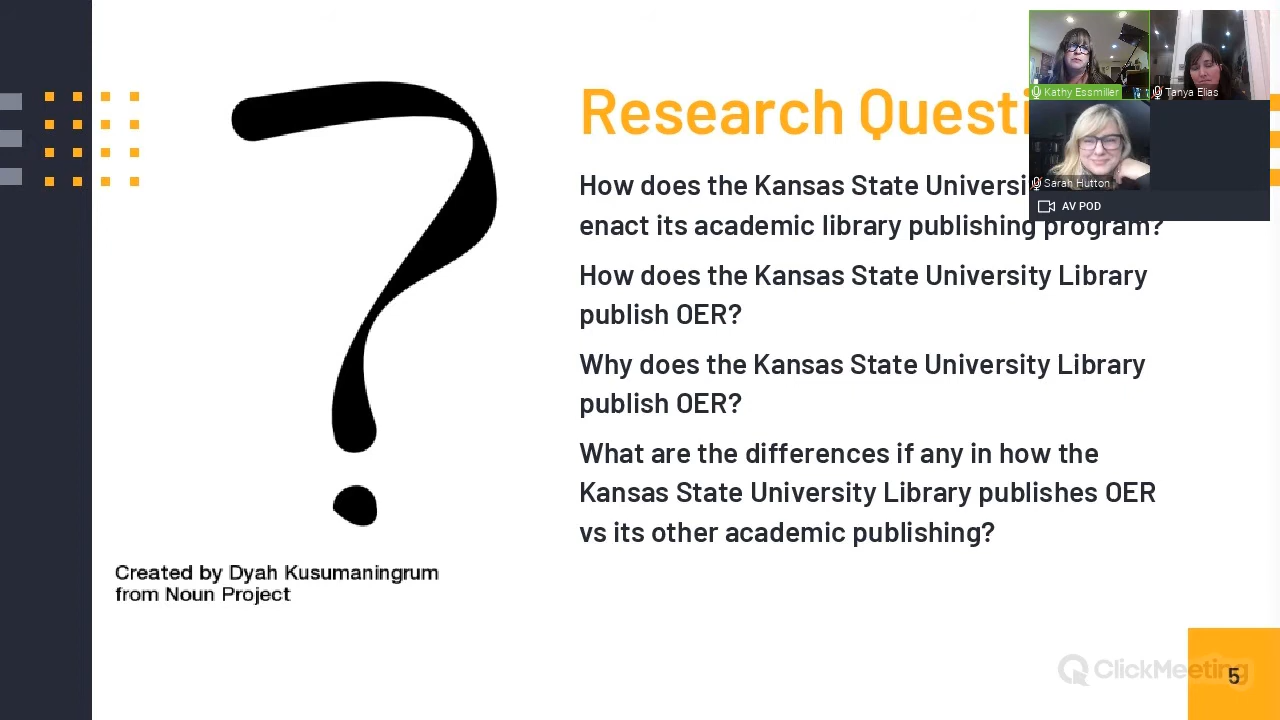 Research Questi
How does the Kansas State Universi
enact its academic library publishing program?
How does the Kansas State University Library
publish OER?
Why does the Kansas State University Library
publish OER?
What are the differences if any in how the
Kansas State University Library publishes OER
vs its other academic publishing?
Created by Dyah Kusumaningrum
from Noun Project
Kathy Essmiller
Tanya Elias
Sarah Hutton
AV POD
ClickMeeting
5